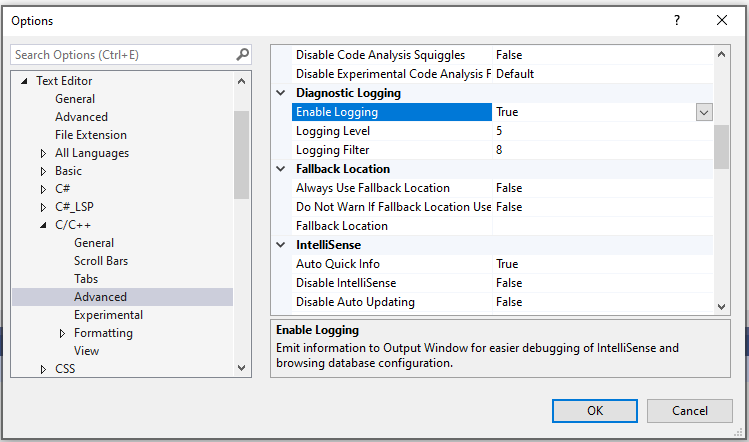 Options
?
Search Options (Ctrl+E)
Text Editor
General
Advanced
File Extension
All Languages
Basic
C#
C#_LSP
C/C++
General
Scroll Bars
Tabs
Advanced
Experimental
Formatting
View
CSS
Disable Code Analysis Squiggles False
Disable Experimental Code Analysis F Default
Diagnostic Logging
Enable Logging True
Logging Level 5
Logging Filter 8
Fallback Location
Always Use Fallback Location False
Do Not Warn If Fallback Location Use False
Fallback Location
IntelliSense
Auto Quick Info True
Disable IntelliSense False
Disable Auto Updating False
Enable Logging
Emit information to Output Window for easier debugging of IntelliSense and
browsing database configuration.
OK Cancel